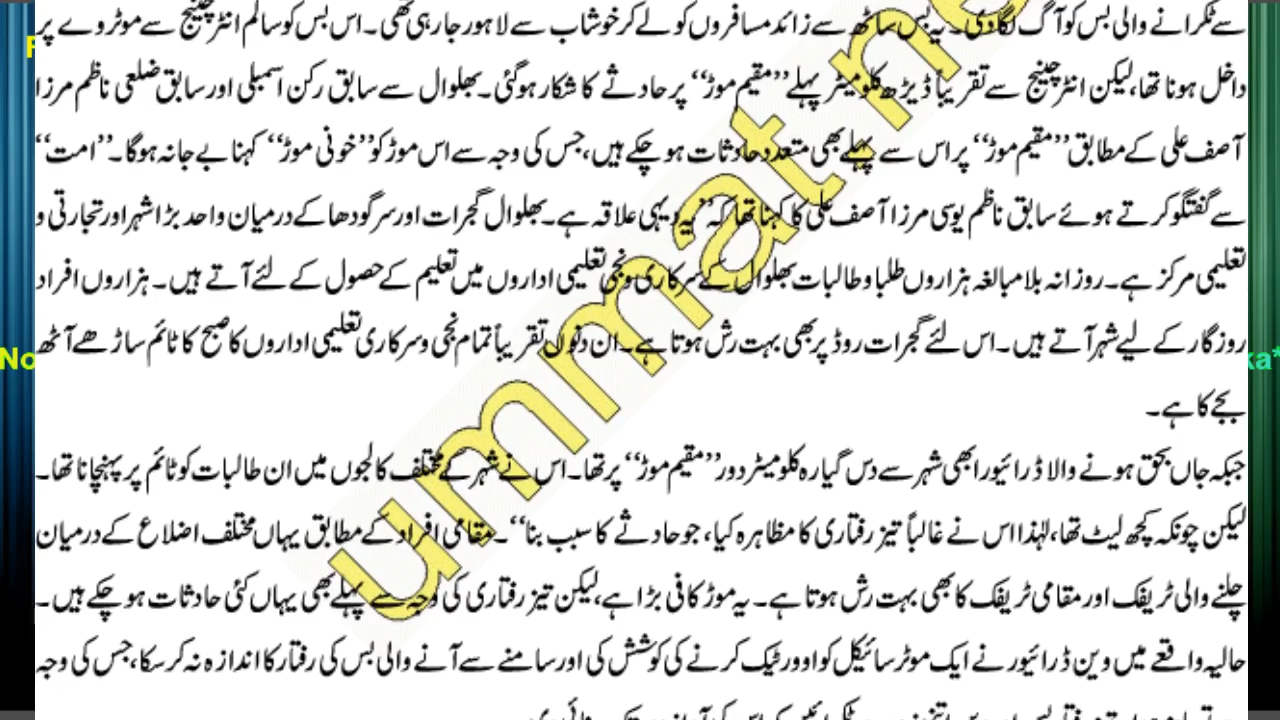 سے ٹکرانے والی بس کو آگ لگادی۔ یہ بس ساٹھ سے زائد مسافروں کو لے کر خوشاب سے لاہور جارہی تھی۔ اس بس کو سالم انٹرچینج سے موٹروے پر
داخل ہونا تھا، لیکن انٹرچینج سے تقریباً ڈیڑھ کلومیٹر پہلے ’’مقیم موڑ‘‘ پر حادثے کا شکار ہوگئی۔ بھلوال سے سابق رکن اسمبلی اور سابق ضلعی ناظم مرزا
آصف علی کے مطابق ’’مقیم موڑ‘‘ پر اس سے پہلے بھی متعدد حادثات ہو چکے ہیں، جس کی وجہ سے اس موڑ کو ’’خونی موڑ‘‘ کہنا بے جا نہ ہوگا۔ ’’امت‘‘
سے گفتگو کرتے ہوئے سابق ناظم یوسی مرزا آصف علی کا کہنا تھا کہ ’’یہ دیہی علاقہ ہے۔ بھلوال گجرات اور سرگودھا کے درمیان واحد بڑا شہر اور تجارتی و
تعلیمی مرکز ہے۔ روزانہ بلا مبالغہ ہزاروں طلبا و طالبات بھلوال کے سرکاری و نجی تعلیمی اداروں میں تعلیم کے حصول کے لئے آتے ہیں۔ ہزاروں افراد
روزگار کے لیے شہر آتے ہیں۔ اس لئے گجرات روڈ پر بھی بہت رش ہوتا ہے۔ ان دنوں تقریباً تمام نجی و سرکاری تعلیمی اداروں کا صبح کا ٹائم ساڑھے آٹھ
بجے کا ہے۔
جبکہ جاں بحق ہونے والا ڈرائیور ابھی شہر سے دس گیارہ کلومیٹر دور ’’مقیم موڑ‘‘ پر تھا۔ اس نے شہر کے مختلف کالجوں میں ان طالبات کو ٹائم پر پہنچانا تھا۔
لیکن چونکہ کچھ لیٹ تھا، لہٰذا اس نے غالباً تیز رفتاری کا مظاہرہ کیا، جو حادثے کا سبب بنا‘‘۔ مقامی افراد کے مطابق یہاں مختلف اضلاع کے درمیان
چلنے والی ٹریفک اور مقامی ٹریفک کا بھی بہت رش ہوتا ہے۔ یہ موڑ کافی بڑا ہے، لیکن تیز رفتاری کی وجہ سے پہلے بھی یہاں کئی حادثات ہو چکے ہیں۔
حالیہ واقعے میں وین ڈرائیور نے ایک موٹر سائیکل کو اوورٹیک کرنے کی کوشش کی اور سامنے سے آنے والی بس کی رفتار کا اندازہ نہ کر سکا، جس کی وجہ
ummat.ne
No
ka*